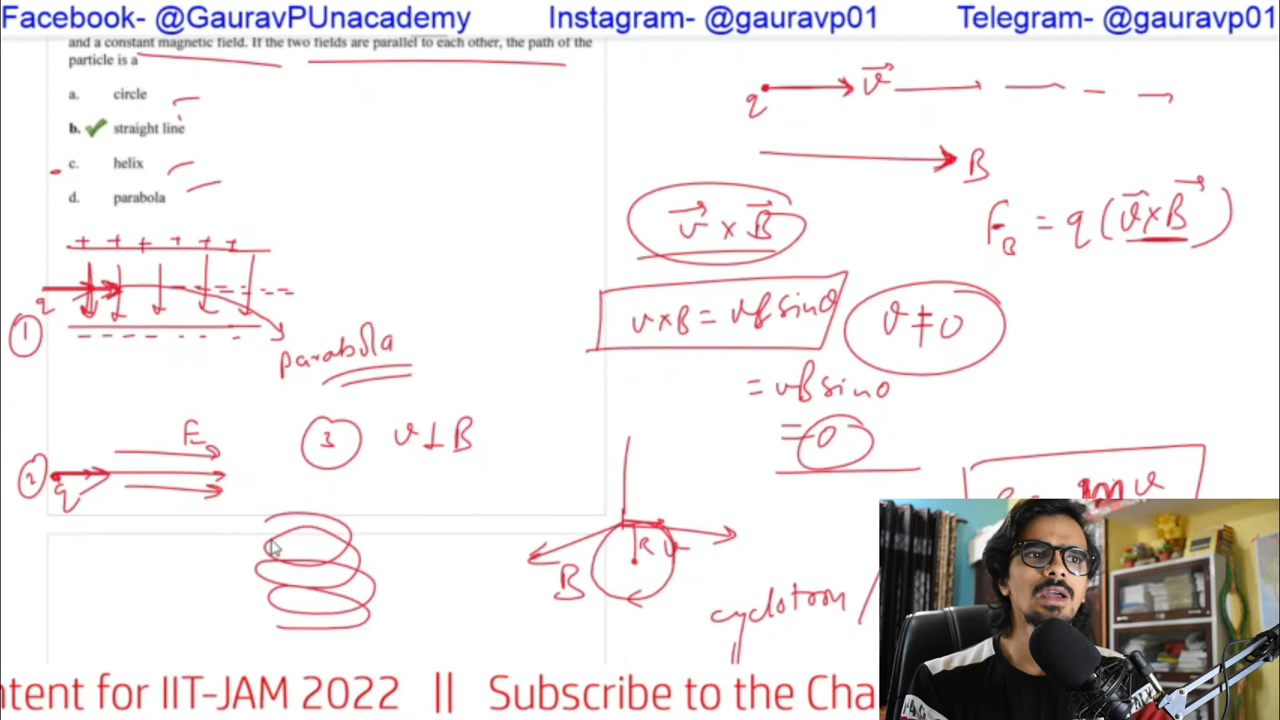 Facebook- @GauravPUnacademy Instagram- @gauravp01 Telegram- @gauravp01
and a constant magnetic field. If the two fields are parallel to each other, the path of the
particle is a
a. circle
b. ✓ straight line
c. helix
d. parabola
+ + + + + +
q
1
- - - - - -
parabola
2
q
E
3 v ⊥ B
q v⃗
B
v⃗ × B⃗
F_B = q (v⃗ × B⃗)
v×B = vB sinθ
v ≠ 0
= vB sin0
= 0
mv
R v
B
cyclotron /
ntent for IIT-JAM 2022 || Subscribe to the Cha